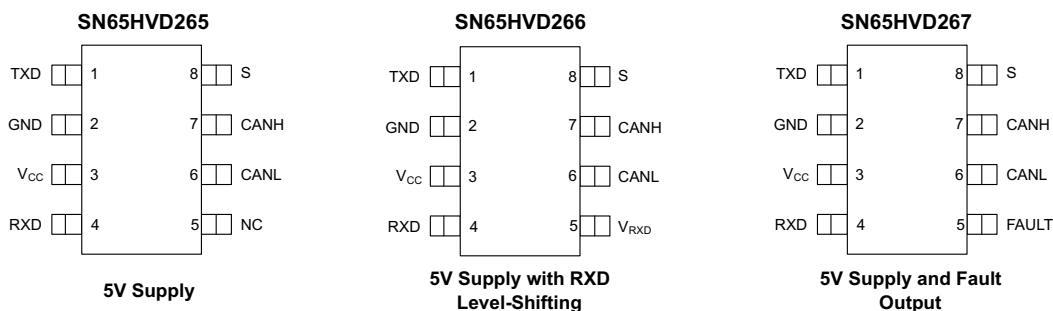 SN65HVD265
TXD 1 8 S
GND 2 7 CANH
VCC 3 6 CANL
RXD 4 5 NC
5V Supply
SN65HVD266
TXD 1 8 S
GND 2 7 CANH
VCC 3 6 CANL
RXD 4 5 VRXD
5V Supply with RXD
Level-Shifting
SN65HVD267
TXD 1 8 S
GND 2 7 CANH
VCC 3 6 CANL
RXD 4 5 FAULT
5V Supply and Fault
Output